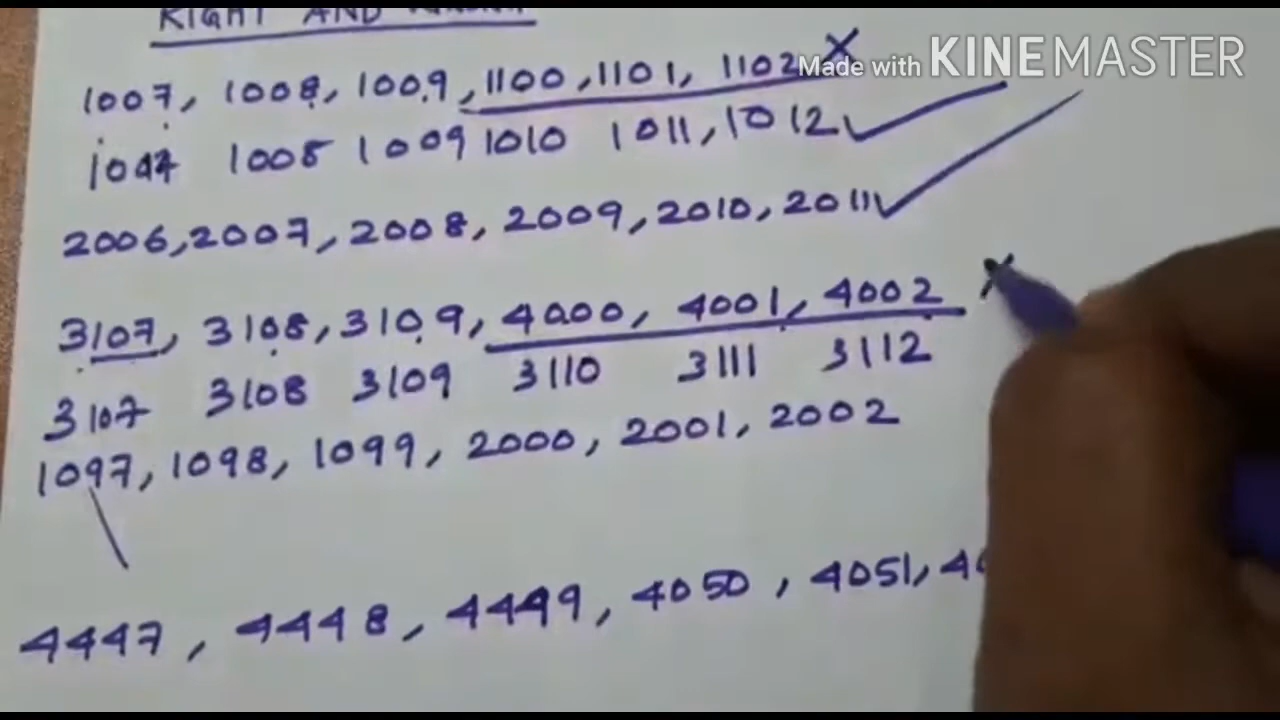 RIGHT AND
Made with KINEMASTER
1007, 1008, 1009, 1100, 1101, 1102 X
1007 1008 1009 1010 1011, 1012 ✓
2006, 2007, 2008, 2009, 2010, 2011 ✓
3107, 3108, 3109, 4000, 4001, 4002 X
3107 3108 3109 3110 3111 3112
1097, 1098, 1099, 2000, 2001, 2002
4447, 4448, 4449, 4050, 4051,